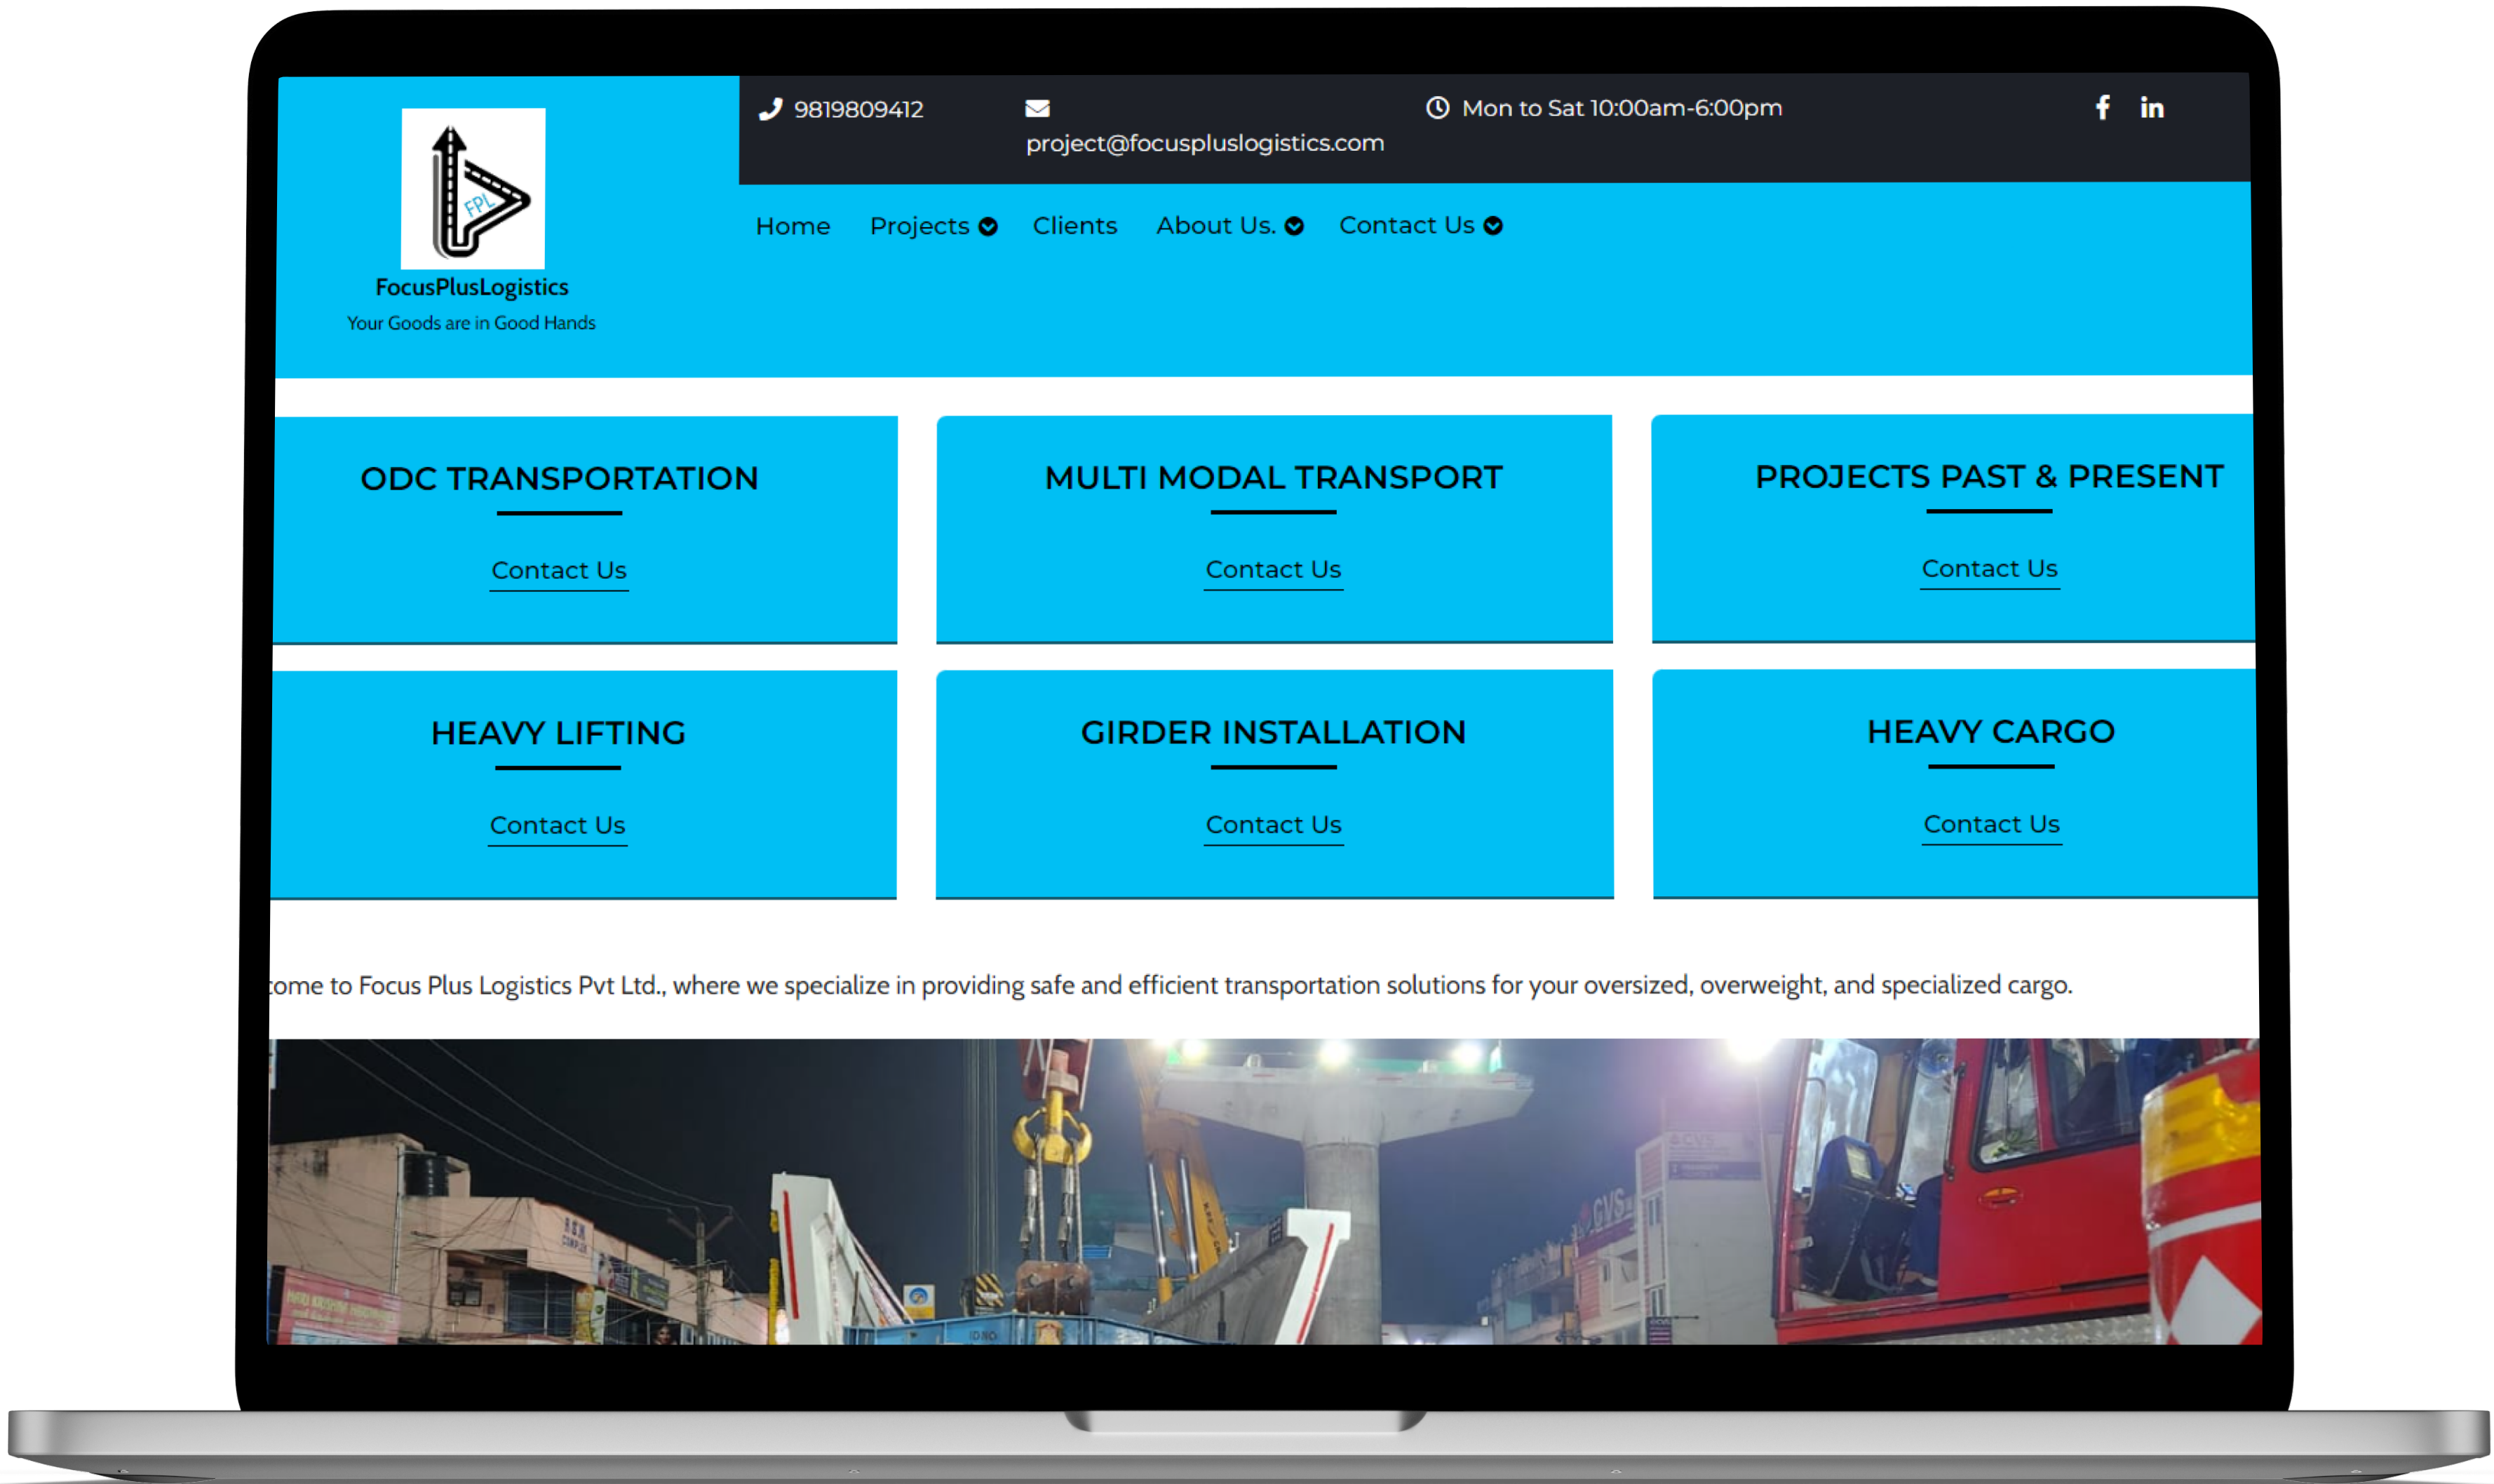 9819809412
project@focuspluslogistics.com
Mon to Sat 10:00am-6:00pm
FPL
FocusPlusLogistics
Your Goods are in Good Hands
Home
Projects
Clients
About Us.
Contact Us
ODC TRANSPORTATION
Contact Us
MULTI MODAL TRANSPORT
Contact Us
PROJECTS PAST & PRESENT
Contact Us
HEAVY LIFTING
Contact Us
GIRDER INSTALLATION
Contact Us
HEAVY CARGO
Contact Us
come to Focus Plus Logistics Pvt Ltd., where we specialize in providing safe and efficient transportation solutions for your oversized, overweight, and specialized cargo.
CVS